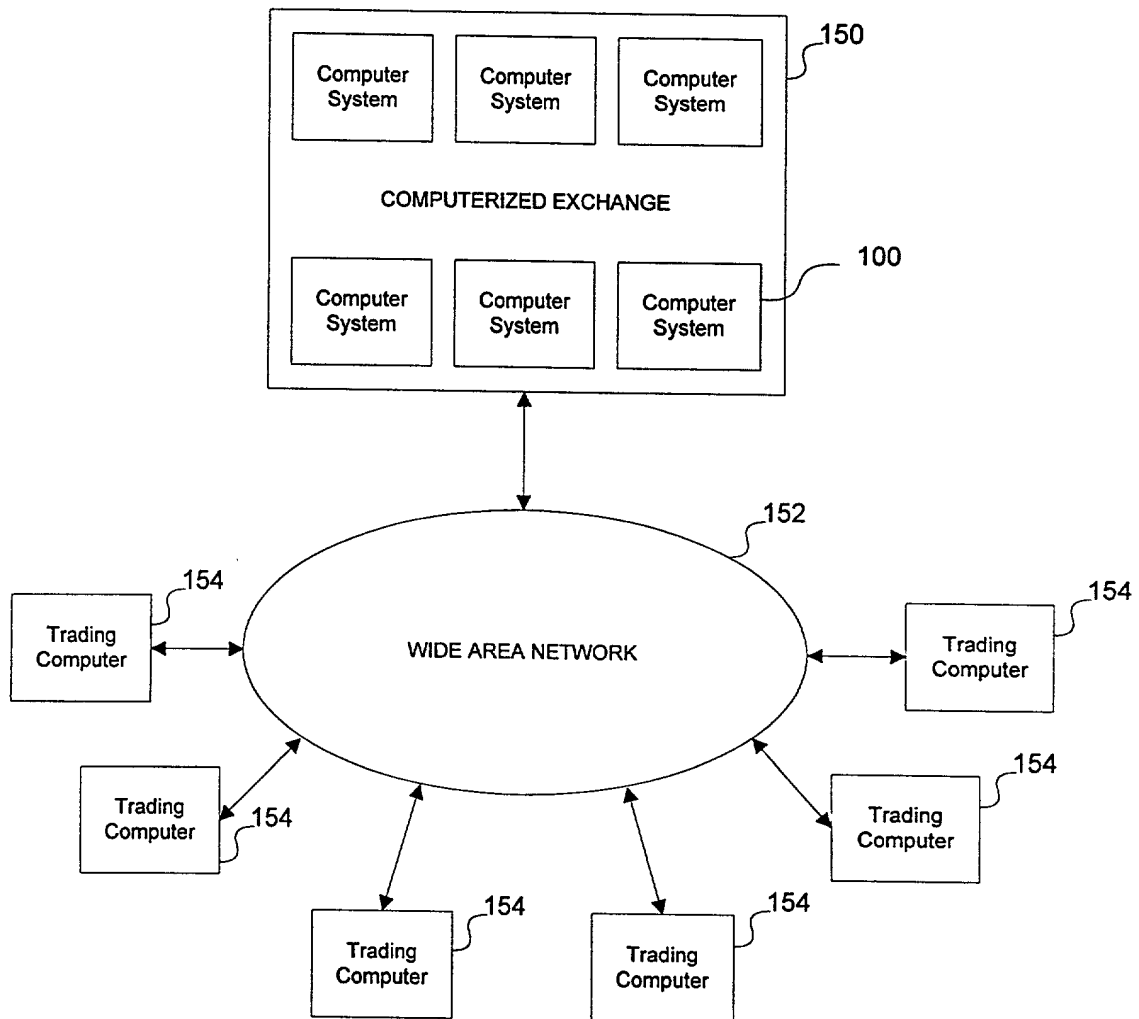 150
Computer
System
Computer
System
Computer
System
COMPUTERIZED EXCHANGE
100
Computer
System
Computer
System
Computer
System
152
154
Trading
Computer
WIDE AREA NETWORK
154
Trading
Computer
Trading
Computer
154
154
Trading
Computer
154
Trading
Computer
154
Trading
Computer